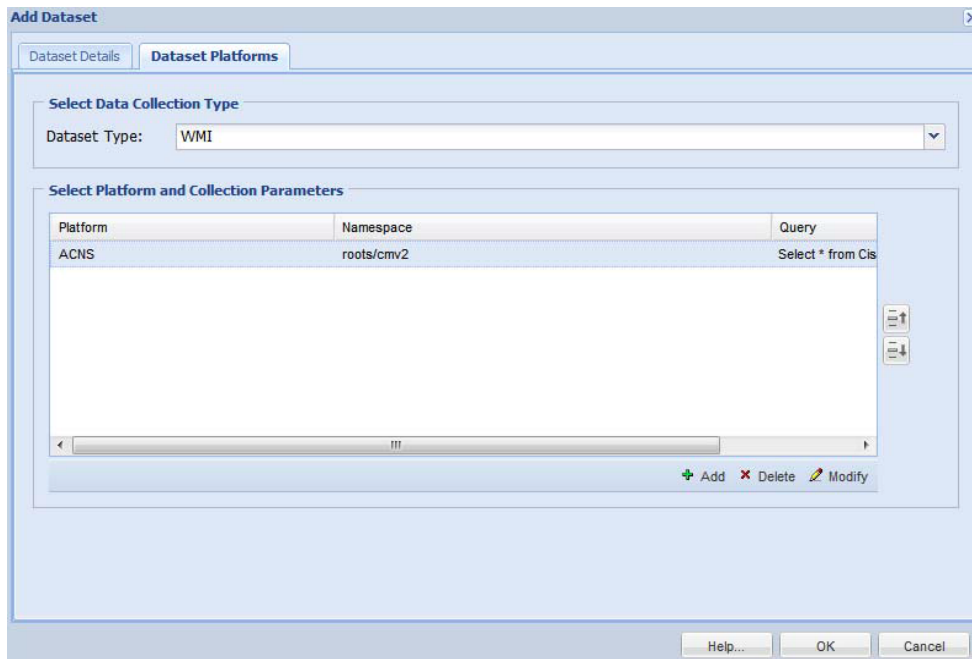 Add Dataset
Dataset Details Dataset Platforms
Select Data Collection Type
Dataset Type: WMI
Select Platform and Collection Parameters
Platform Namespace Query
ACNS roots/cmv2 Select * from Cis
Add Delete Modify
Help... OK Cancel